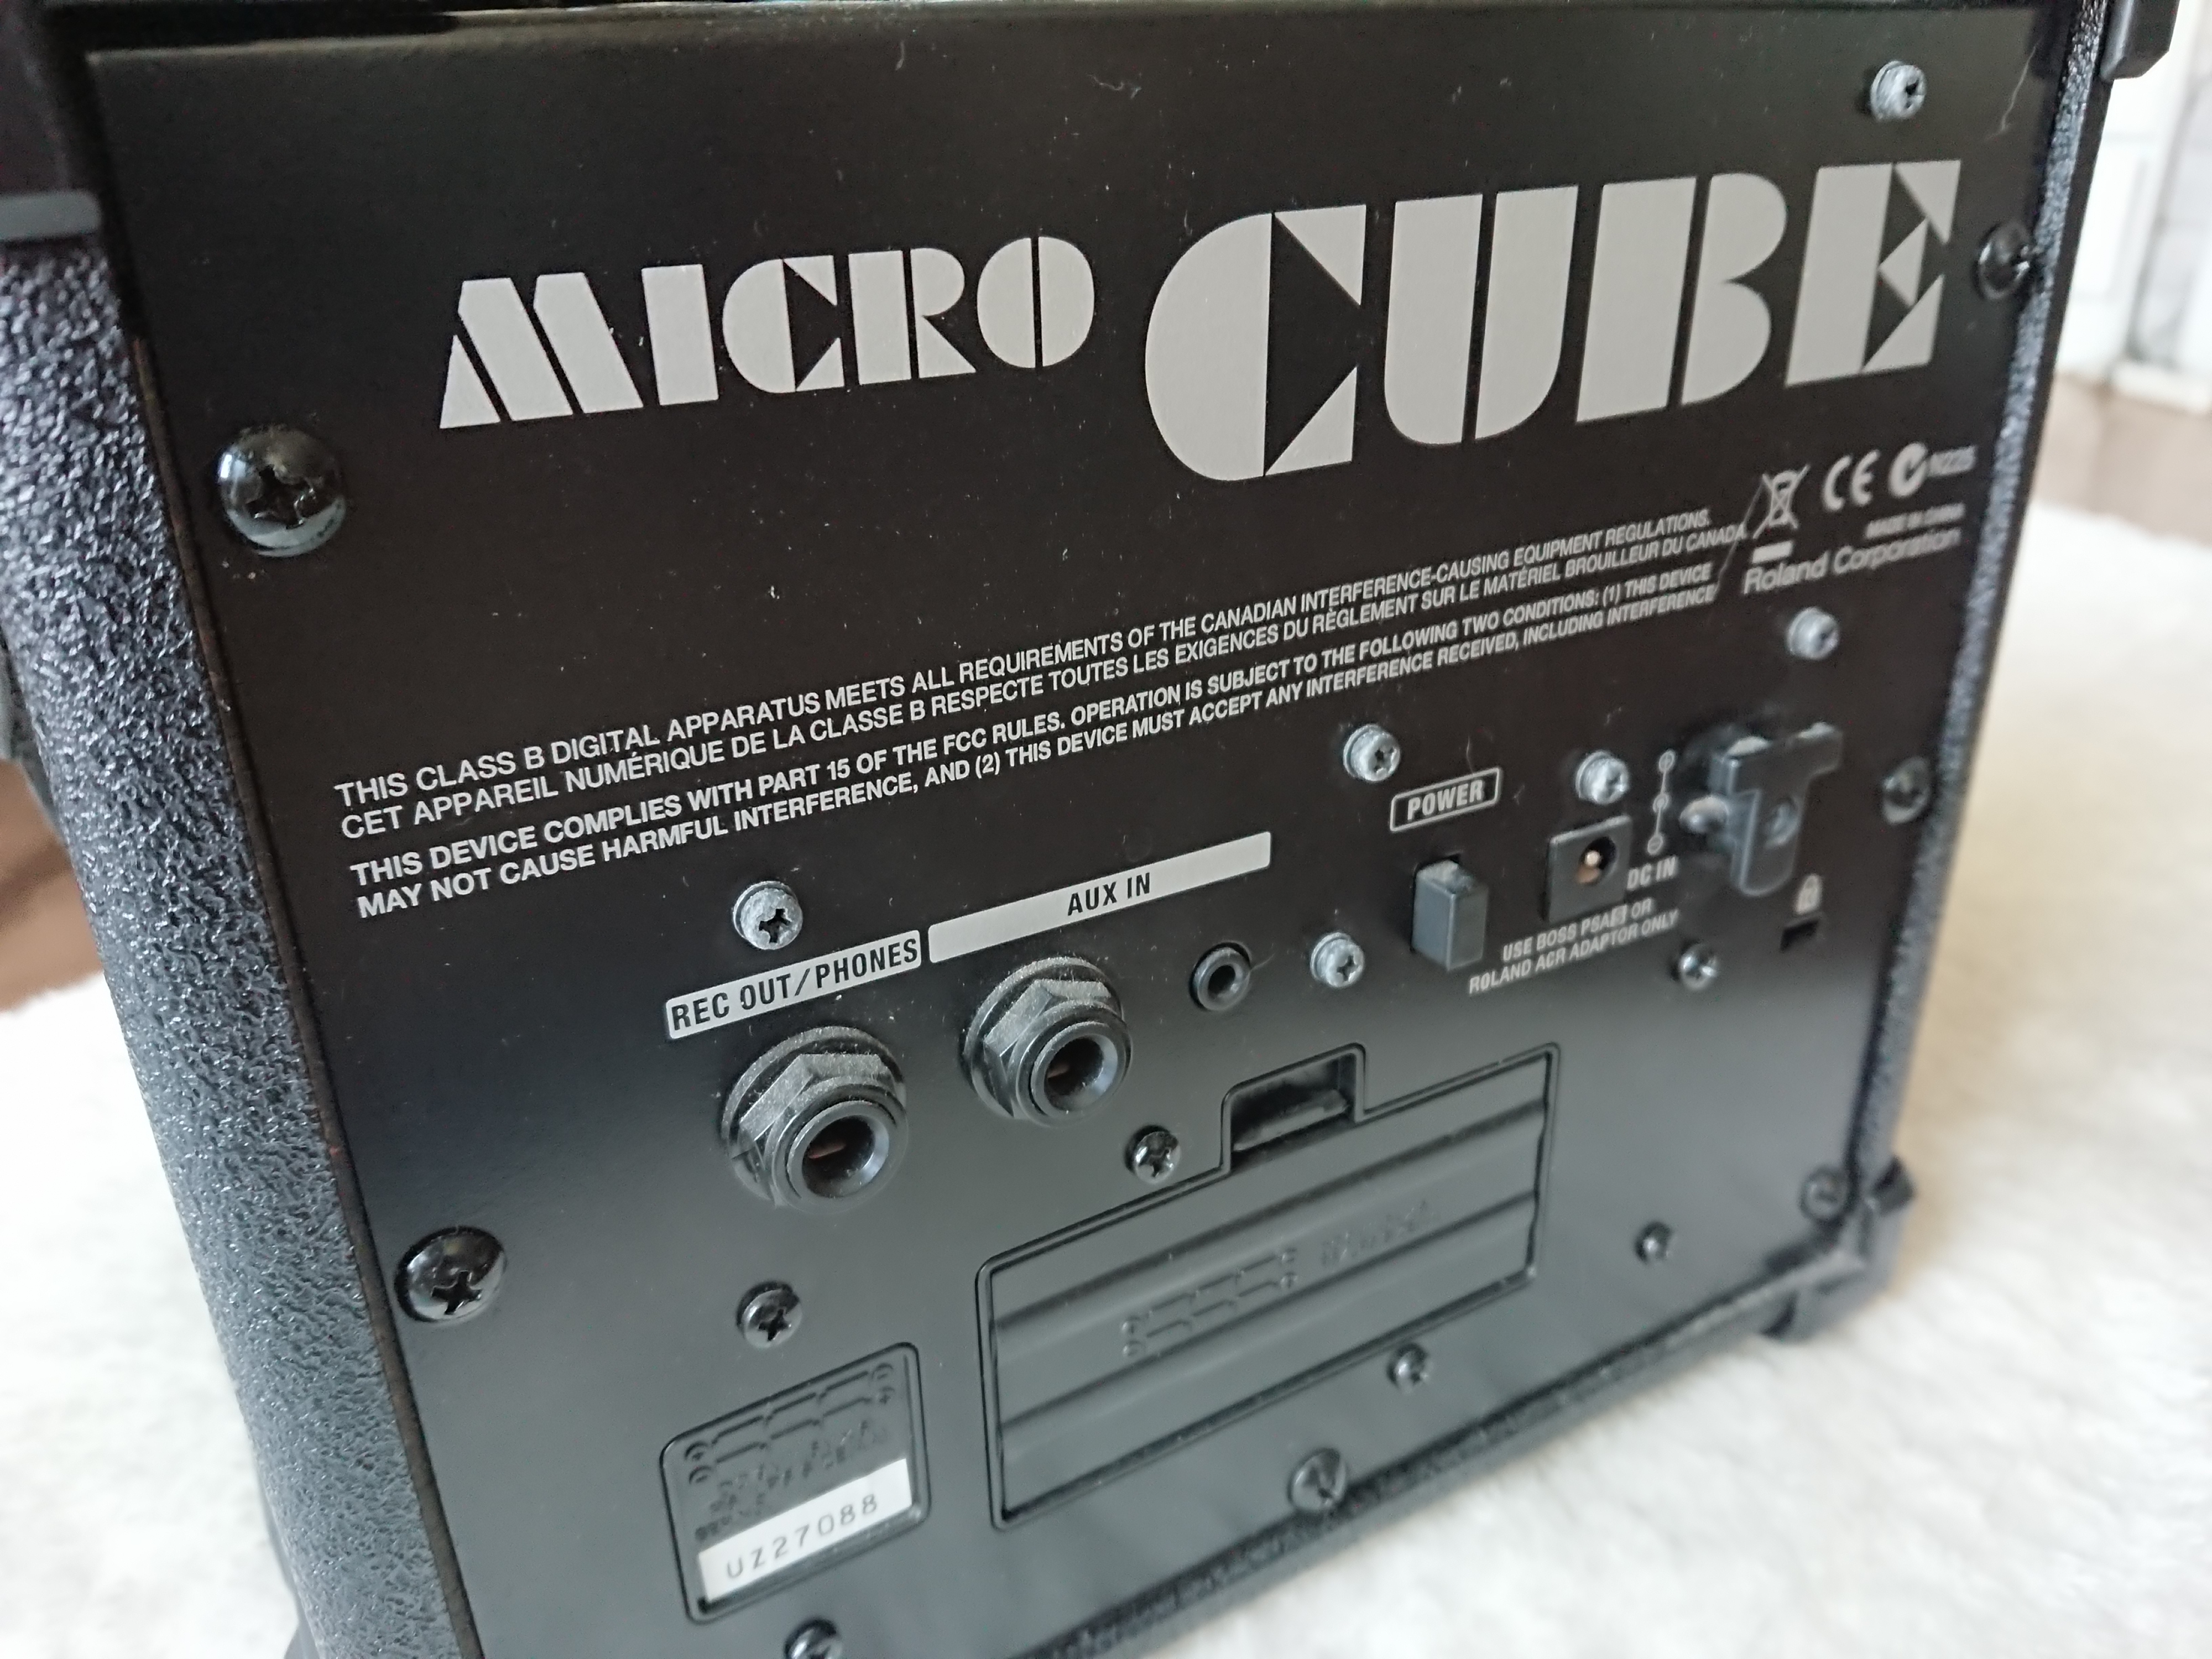 MICRO CUBE
CE N225
MADE IN CHINA
Roland Corporation
THIS CLASS B DIGITAL APPARATUS MEETS ALL REQUIREMENTS OF THE CANADIAN INTERFERENCE-CAUSING EQUIPMENT REGULATIONS.
CET APPAREIL NUMÉRIQUE DE LA CLASSE B RESPECTE TOUTES LES EXIGENCES DU RÈGLEMENT SUR LE MATÉRIEL BROUILLEUR DU CANADA.
THIS DEVICE COMPLIES WITH PART 15 OF THE FCC RULES. OPERATION IS SUBJECT TO THE FOLLOWING TWO CONDITIONS: (1) THIS DEVICE
MAY NOT CAUSE HARMFUL INTERFERENCE, AND (2) THIS DEVICE MUST ACCEPT ANY INTERFERENCE RECEIVED, INCLUDING INTERFERENCE
POWER
DC IN
USE BOSS PSA OR
ROLAND ACR ADAPTOR ONLY
AUX IN
REC OUT/PHONES
UZ27088